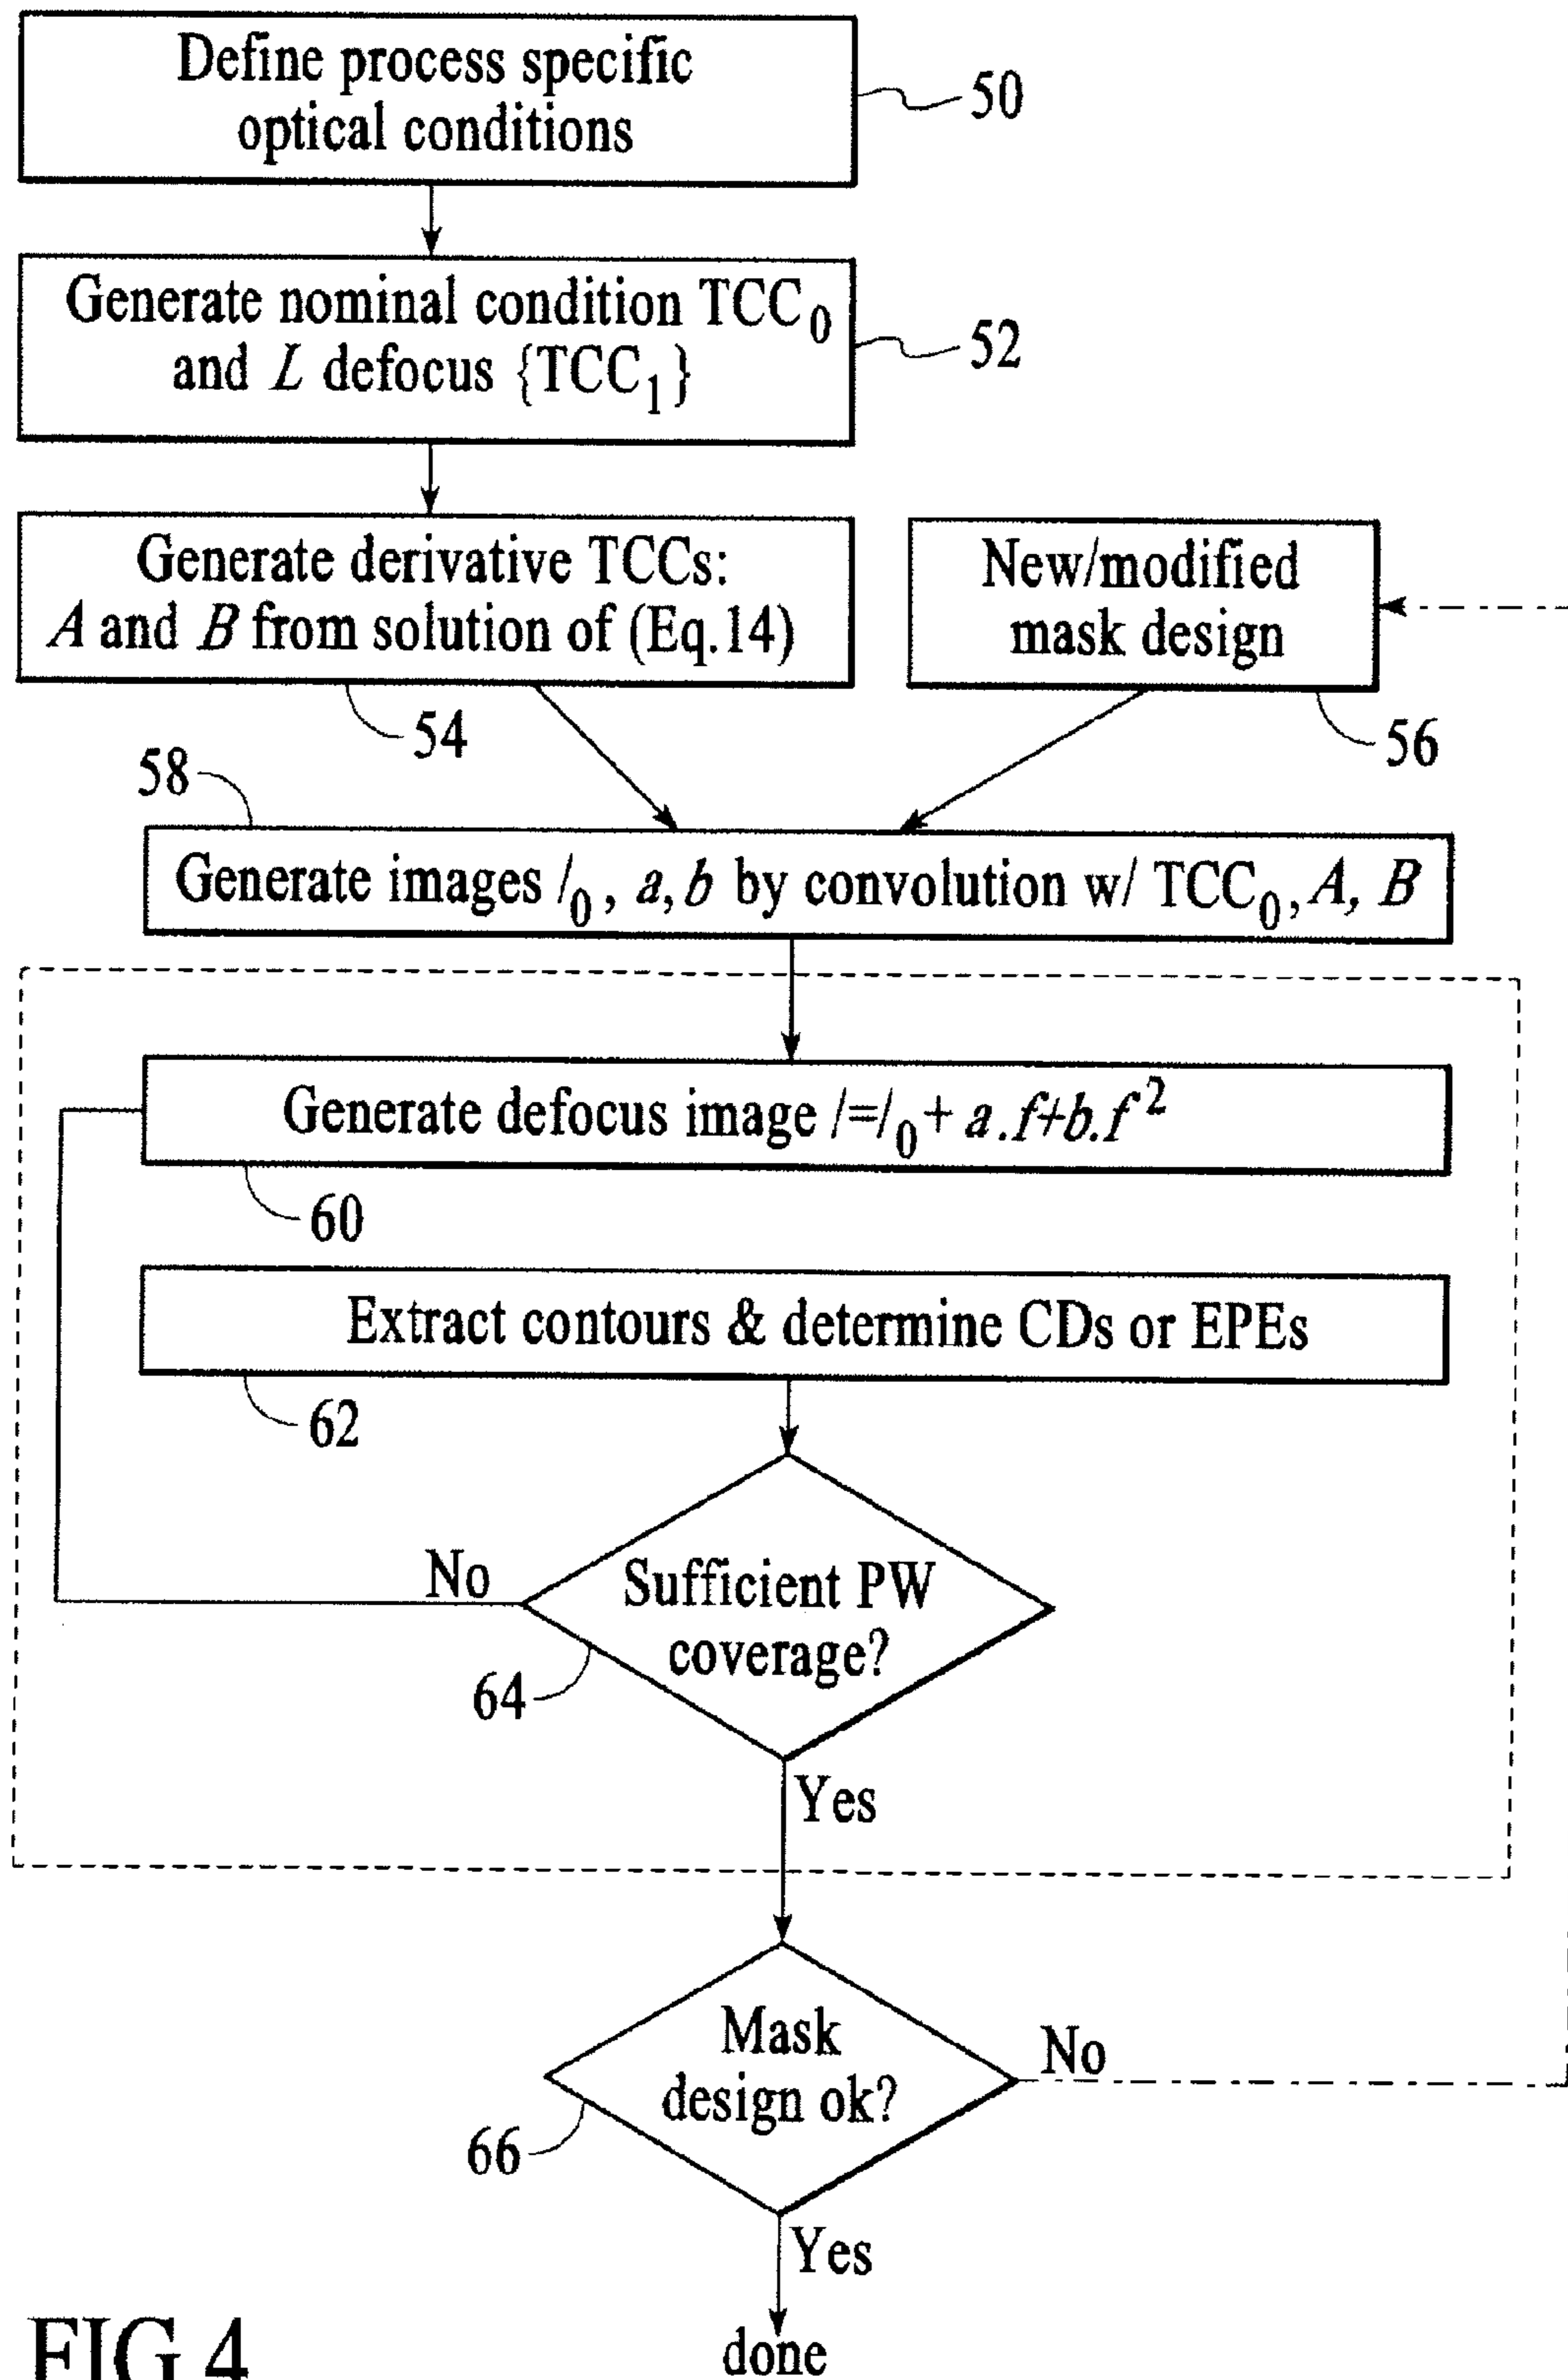 Define process specific
optical conditions
50
Generate nominal condition TCC₀
and L defocus {TCC₁}
52
Generate derivative TCCs:
A and B from solution of (Eq.14)
54
New/modified
mask design
56
58
Generate images I₀, a, b by convolution w/ TCC₀, A, B
Generate defocus image I=I₀+ a.f+b.f²
60
Extract contours & determine CDs or EPEs
62
No
Sufficient PW
coverage?
64
Yes
Mask
design ok?
No
66
Yes
done
FIG 4